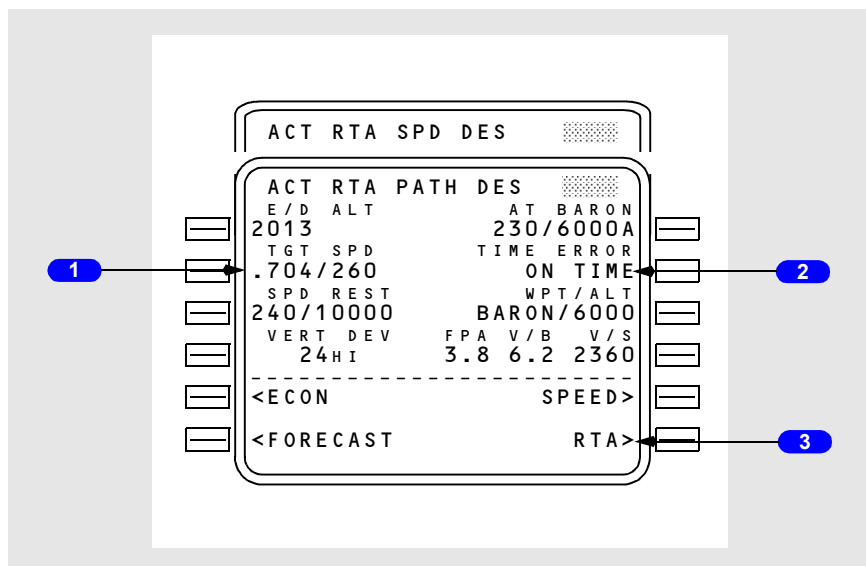 ACT RTA SPD DES
ACT RTA PATH DES
E/D ALT AT BARON
2013 230/6000A
TGT SPD TIME ERROR
1 .704/260 ON TIME 2
SPD REST WPT/ALT
240/10000 BARON/6000
VERT DEV FPA V/B V/S
24HI 3.8 6.2 2360
<ECON SPEED>
<FORECAST RTA> 3